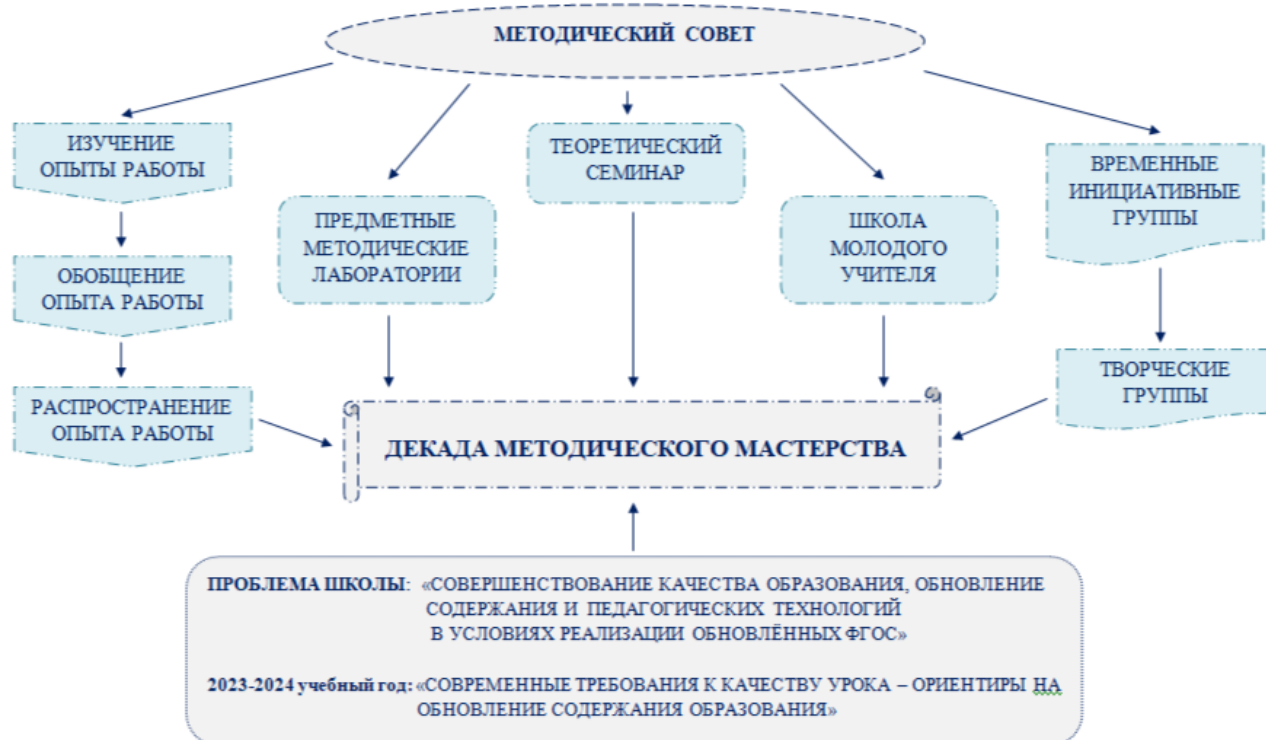 МЕТОДИЧЕСКИЙ СОВЕТ
ИЗУЧЕНИЕ
ОПЫТЫ РАБОТЫ
ОБОБЩЕНИЕ
ОПЫТА РАБОТЫ
РАСПРОСТРАНЕНИЕ
ОПЫТА РАБОТЫ
ПРЕДМЕТНЫЕ
МЕТОДИЧЕСКИЕ
ЛАБОРАТОРИИ
ТЕОРЕТИЧЕСКИЙ
СЕМИНАР
ШКОЛА
МОЛОДОГО
УЧИТЕЛЯ
ВРЕМЕННЫЕ
ИНИЦИАТИВНЫЕ
ГРУППЫ
ТВОРЧЕСКИЕ
ГРУППЫ
ДЕКАДА МЕТОДИЧЕСКОГО МАСТЕРСТВА
ПРОБЛЕМА ШКОЛЫ: «СОВЕРШЕНСТВОВАНИЕ КАЧЕСТВА ОБРАЗОВАНИЯ, ОБНОВЛЕНИЕ
СОДЕРЖАНИЯ И ПЕДАГОГИЧЕСКИХ ТЕХНОЛОГИЙ
В УСЛОВИЯХ РЕАЛИЗАЦИИ ОБНОВЛЁННЫХ ФГОС»
2023-2024 учебный год: «СОВРЕМЕННЫЕ ТРЕБОВАНИЯ К КАЧЕСТВУ УРОКА – ОРИЕНТИРЫ НА
ОБНОВЛЕНИЕ СОДЕРЖАНИЯ ОБРАЗОВАНИЯ»